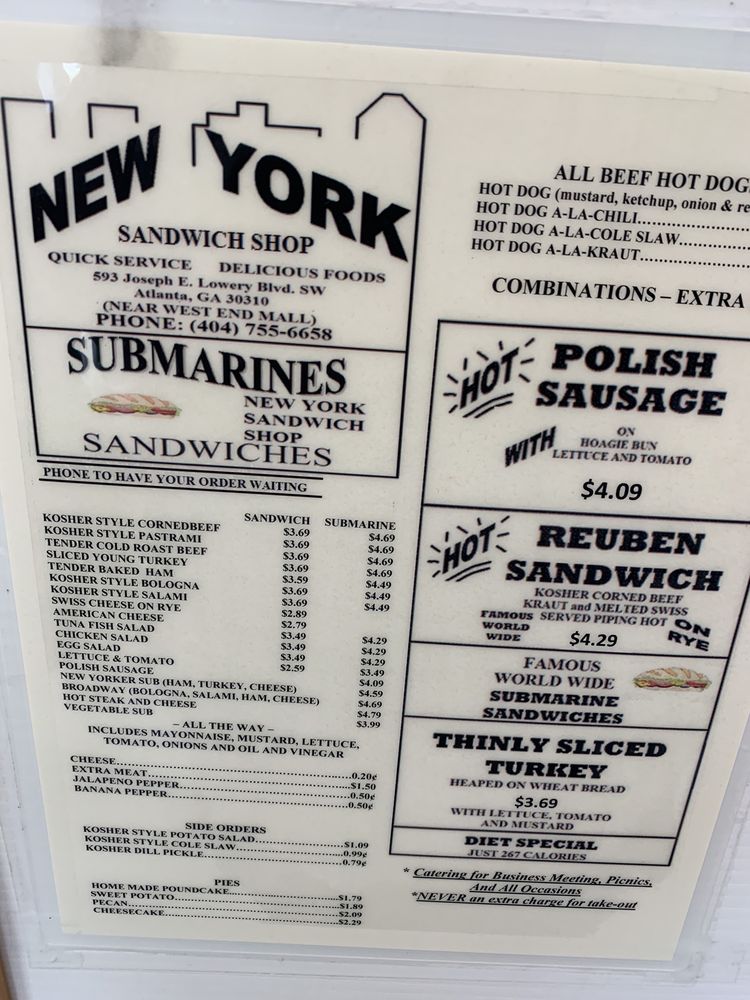 NEW YORK
SANDWICH SHOP
QUICK SERVICE DELICIOUS FOODS
593 Joseph E. Lowery Blvd. SW
Atlanta, GA 30310
(NEAR WEST END MALL)
PHONE: (404) 755-6658
SUBMARINES
NEW YORK
SANDWICH
SHOP
SANDWICHES
PHONE TO HAVE YOUR ORDER WAITING
SANDWICH SUBMARINE
KOSHER STYLE CORNEDBEEF $3.69 $4.69
KOSHER STYLE PASTRAMI $3.69 $4.69
TENDER COLD ROAST BEEF $3.69 $4.69
SLICED YOUNG TURKEY $3.69 $4.69
TENDER BAKED HAM $3.69 $4.69
KOSHER STYLE BOLOGNA $3.59 $4.49
KOSHER STYLE SALAMI $3.69 $4.49
SWISS CHEESE ON RYE $2.89
AMERICAN CHEESE $2.79
TUNA FISH SALAD $3.49 $4.29
CHICKEN SALAD $3.49 $4.29
EGG SALAD $3.49 $4.29
LETTUCE & TOMATO $2.59 $3.49
POLISH SAUSAGE $4.09
NEW YORKER SUB (HAM, TURKEY, CHEESE) $4.59
BROADWAY (BOLOGNA, SALAMI, HAM, CHEESE) $4.69
HOT STEAK AND CHEESE $4.79
VEGETABLE SUB $3.99
– ALL THE WAY –
INCLUDES MAYONNAISE, MUSTARD, LETTUCE,
TOMATO, ONIONS AND OIL AND VINEGAR
CHEESE...0.20¢
EXTRA MEAT...$1.50
JALAPENO PEPPER...0.50¢
BANANA PEPPER...0.50¢
SIDE ORDERS
KOSHER STYLE POTATO SALAD...$1.09
KOSHER STYLE COLE SLAW...0.99¢
KOSHER DILL PICKLE...0.79¢
PIES
HOME MADE POUNDCAKE...$1.79
SWEET POTATO...$1.89
PECAN...$2.09
CHEESECAKE...$2.29
ALL BEEF HOT DOG
HOT DOG (mustard, ketchup, onion & re
HOT DOG A-LA-CHILI...
HOT DOG A-LA-COLE SLAW...
HOT DOG A-LA-KRAUT...
COMBINATIONS – EXTRA
HOT POLISH
SAUSAGE
WITH
ON
HOAGIE BUN
LETTUCE AND TOMATO
$4.09
HOT REUBEN
SANDWICH
KOSHER CORNED BEEF
KRAUT and MELTED SWISS
SERVED PIPING HOT ON
RYE
FAMOUS
WORLD
WIDE
$4.29
FAMOUS
WORLD WIDE
SUBMARINE
SANDWICHES
THINLY SLICED
TURKEY
HEAPED ON WHEAT BREAD
$3.69
WITH LETTUCE, TOMATO
AND MUSTARD
DIET SPECIAL
JUST 267 CALORIES
* Catering for Business Meeting, Picnics,
And All Occasions
*NEVER an extra charge for take-out